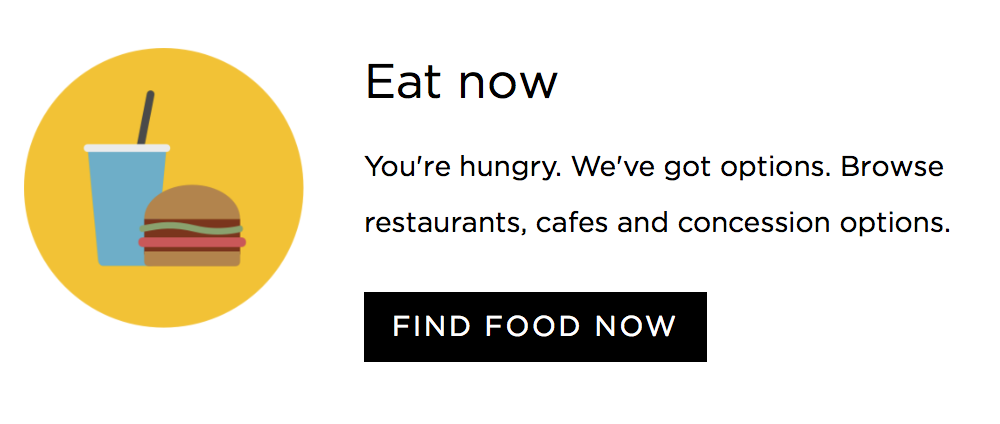 Eat now
You're hungry. We've got options. Browse
restaurants, cafes and concession options.
FIND FOOD NOW